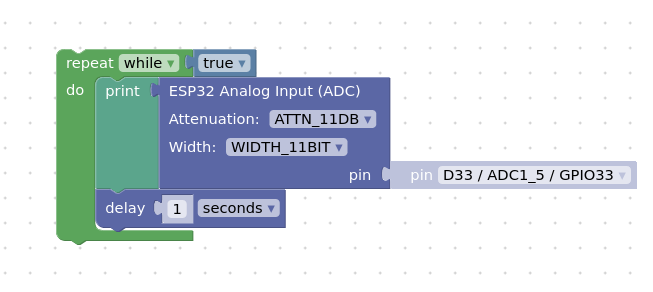 repeat while true
do print ESP32 Analog Input (ADC)
Attenuation: ATTN_11DB
Width: WIDTH_11BIT
pin pin D33 / ADC1_5 / GPIO33
delay 1 seconds